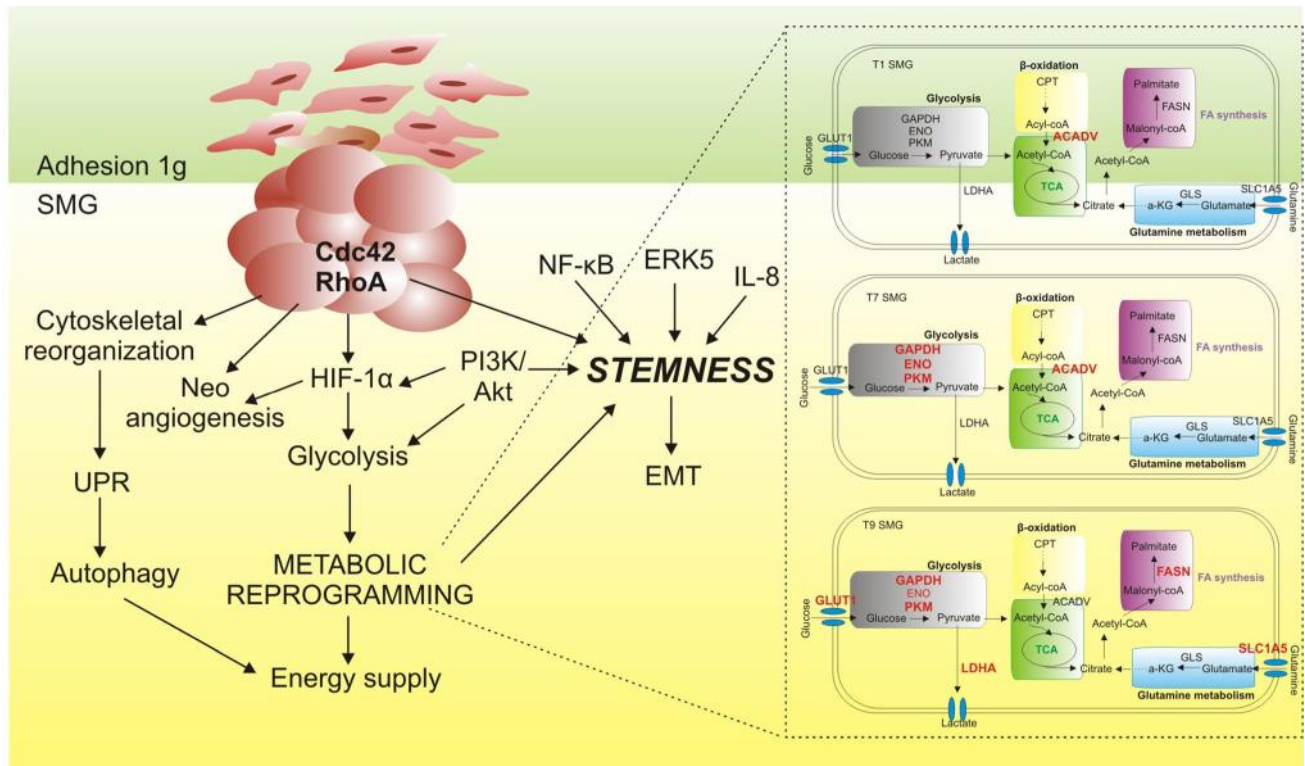 Adhesion 1g
SMG
Cdc42
RhoA
Cytoskeletal
reorganization
Neo
angiogenesis
HIF-1α
PI3K/
Akt
NF-κB
ERK5
IL-8
STEMNESS
EMT
Glycolysis
UPR
Autophagy
METABOLIC
REPROGRAMMING
Energy supply
T1 SMG
β-oxidation
CPT
Acyl-coA
ACADV
Acetyl-CoA
TCA
Glycolysis
GAPDH
ENO
PKM
Glucose
Pyruvate
GLUT1
Glucose
LDHA
Lactate
Palmitate
FASN
Malonyl-coA
FA synthesis
Acetyl-CoA
Citrate
a-KG
GLS
Glutamate
SLC1A5
Glutamine
Glutamine metabolism
T7 SMG
β-oxidation
CPT
Acyl-coA
ACADV
Acetyl-CoA
TCA
Glycolysis
GAPDH
ENO
PKM
Glucose
Pyruvate
GLUT1
Glucose
LDHA
Lactate
Palmitate
FASN
Malonyl-coA
FA synthesis
Acetyl-CoA
Citrate
a-KG
GLS
Glutamate
SLC1A5
Glutamine
Glutamine metabolism
T9 SMG
β-oxidation
CPT
Acyl-coA
ACADV
Acetyl-CoA
TCA
Glycolysis
GAPDH
ENO
PKM
Glucose
Pyruvate
GLUT1
Glucose
LDHA
Lactate
Palmitate
FASN
Malonyl-coA
FA synthesis
Acetyl-CoA
Citrate
a-KG
GLS
Glutamate
SLC1A5
Glutamine
Glutamine metabolism